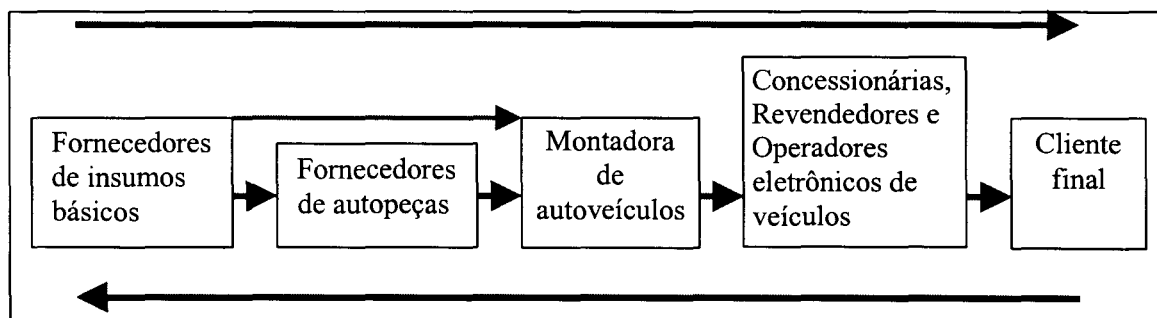 Fornecedores
de insumos
básicos
Fornecedores
de autopeças
Montadora
de
autoveículos
Concessionárias,
Revendedores e
Operadores
eletrônicos de
veículos
Cliente
final